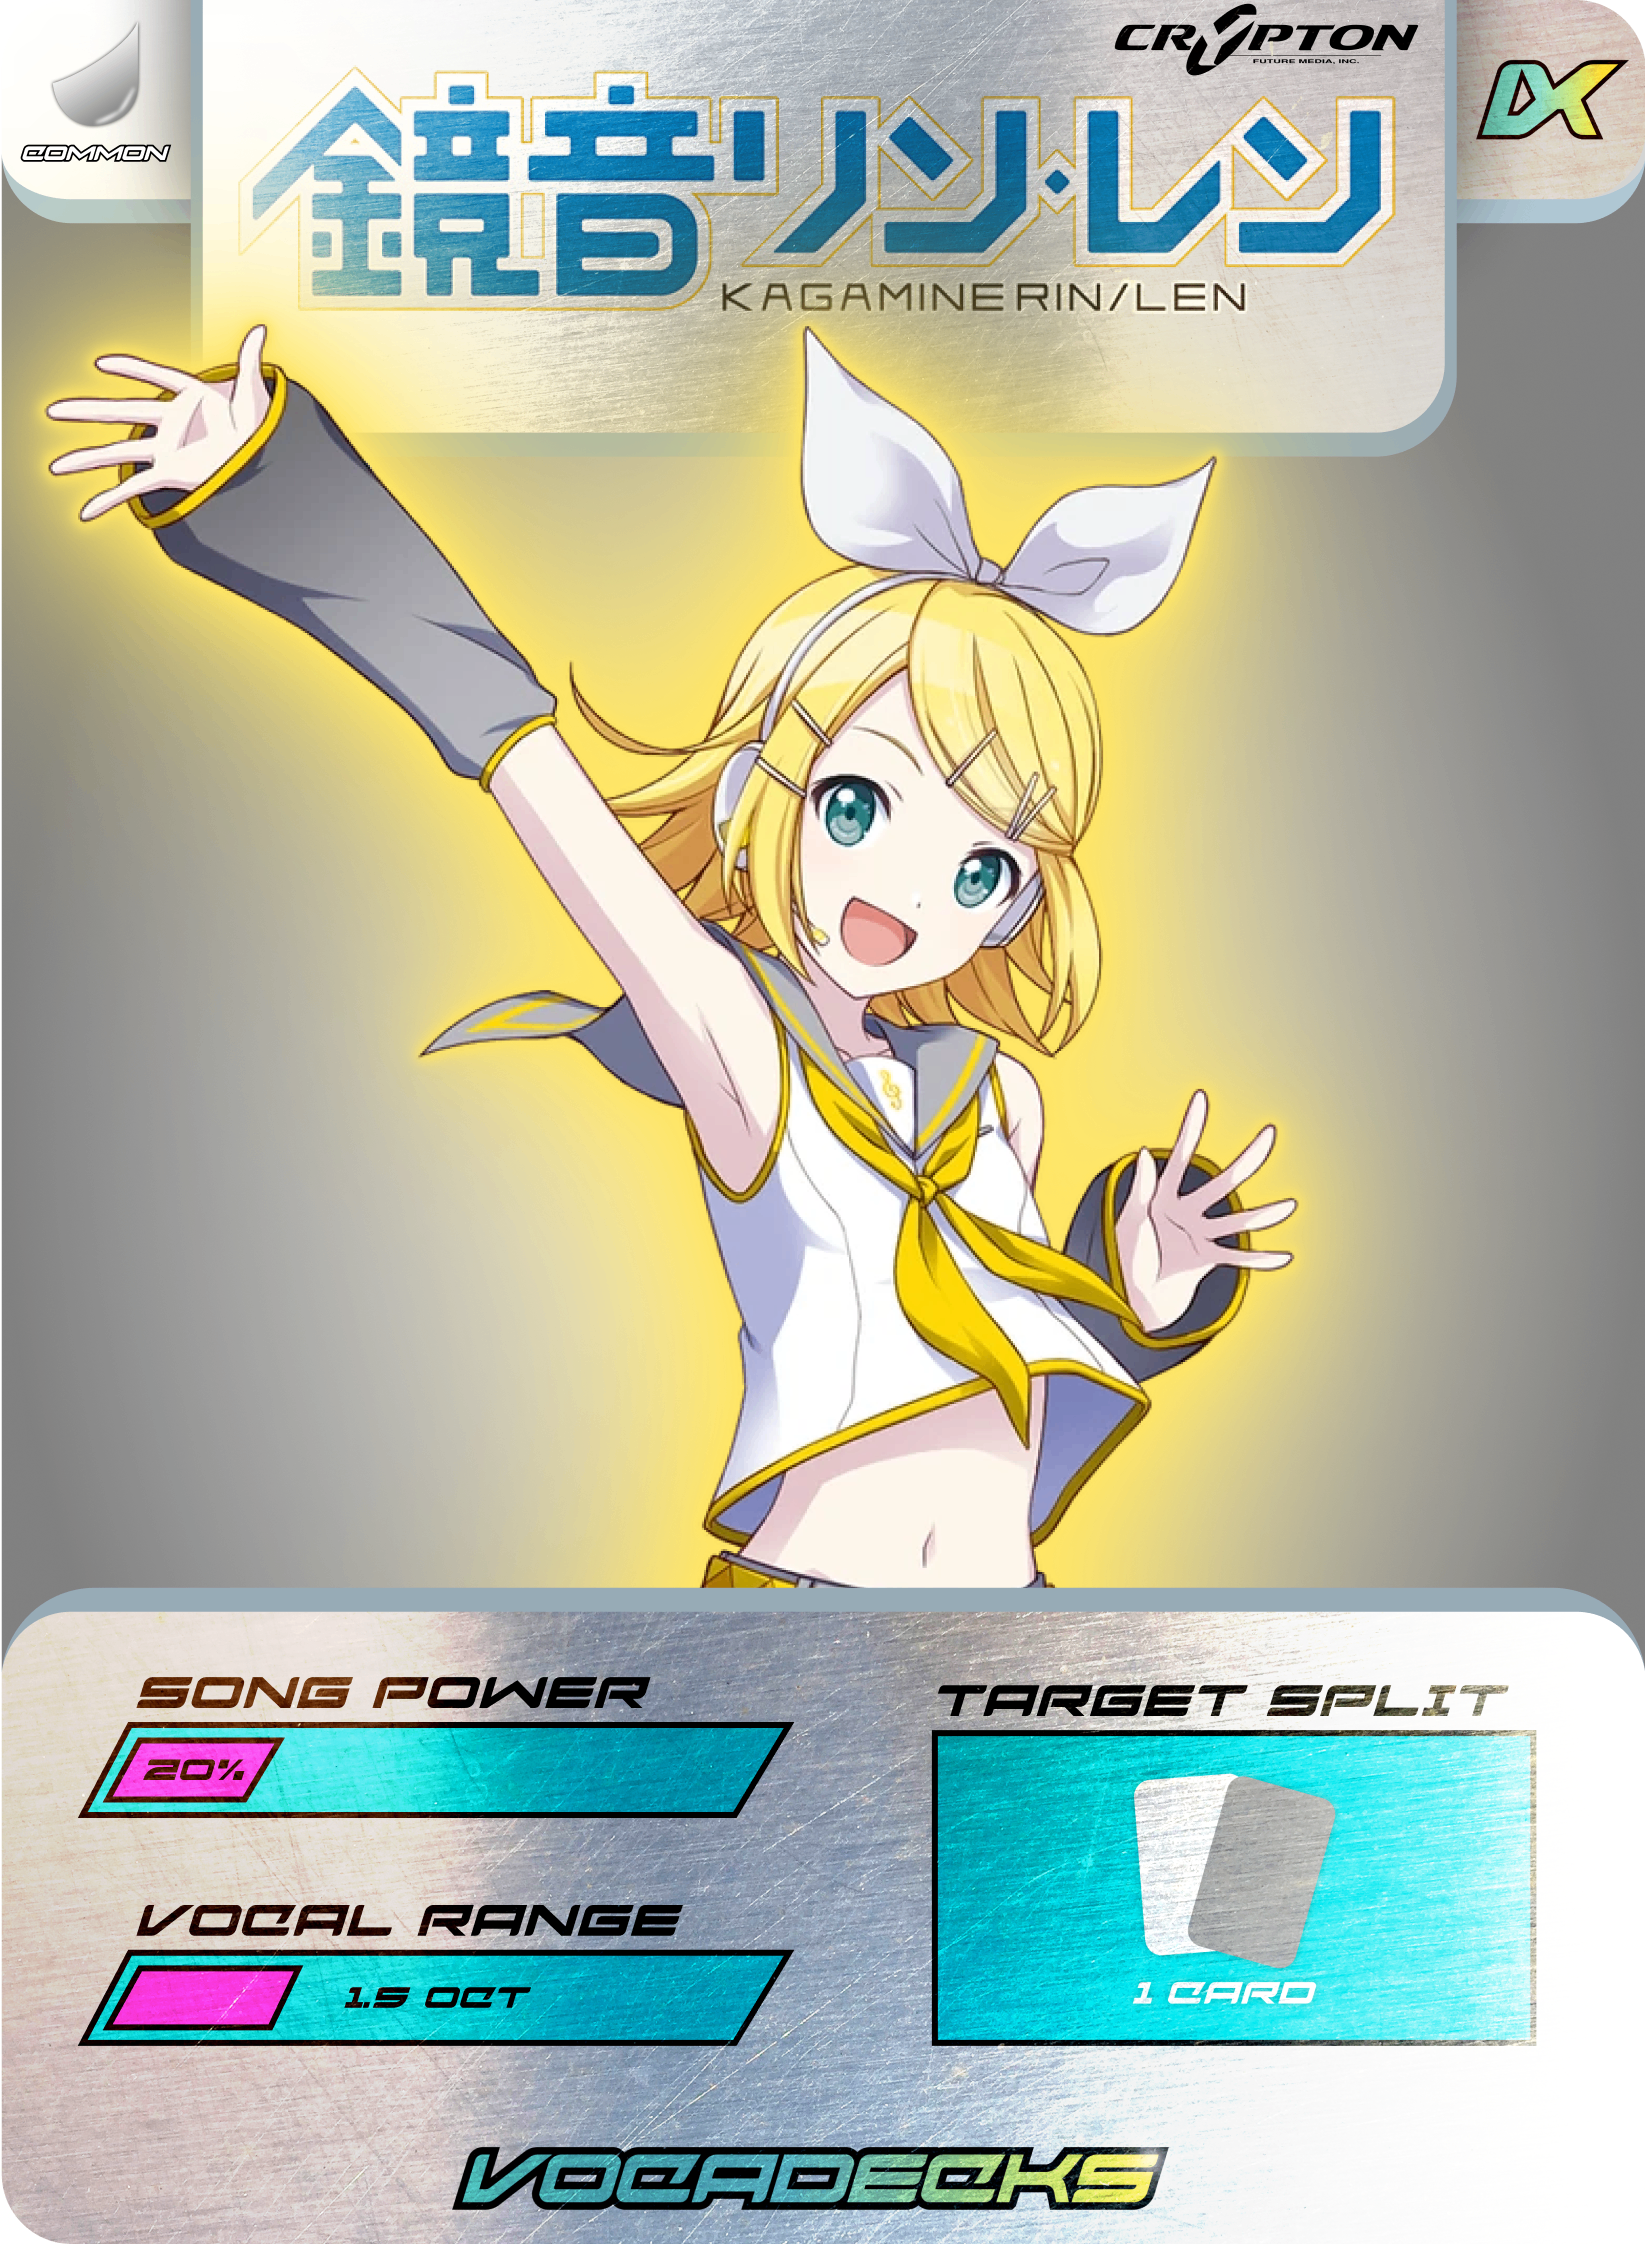 COMMON
CRYPTON
FUTURE MEDIA, INC.
DX
鏡音リン・レン
KAGAMINE RIN/LEN
SONG POWER
20%
VOCAL RANGE
1.5 OCT
TARGET SPLIT
1 CARD
VOCADECKS